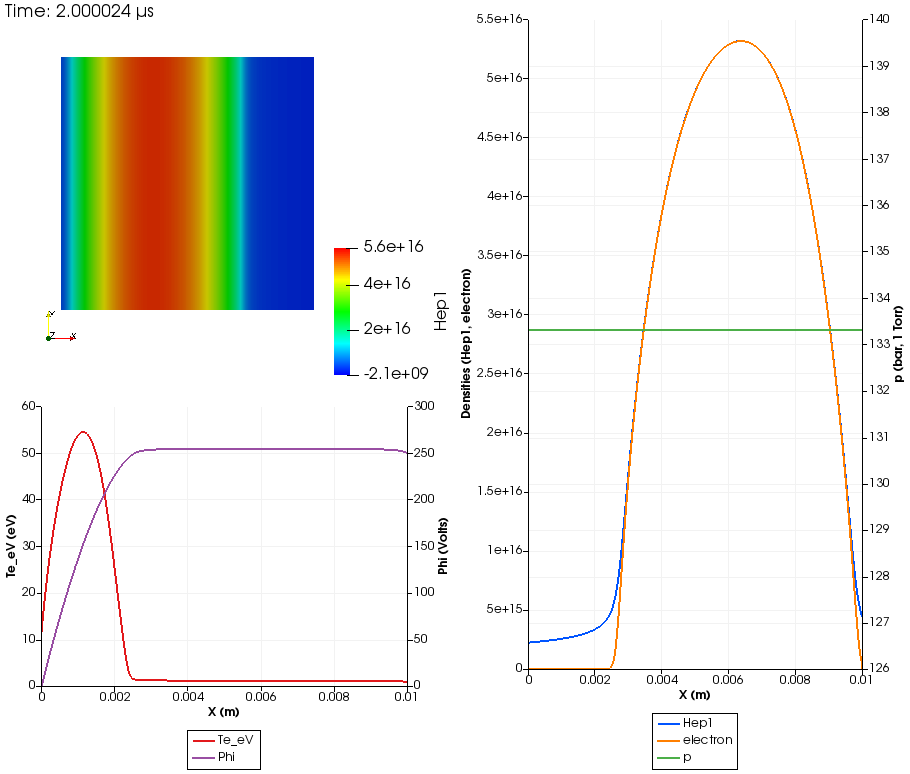 Time: 2.000024 µs
5.6e+16
4e+16
2e+16
-2.1e+09
Hep1
Y
Z
X
60
50
40
30
20
10
0
Te_eV (eV)
300
250
200
150
100
50
0
Phi (Volts)
0
0.002
0.004
0.006
0.008
0.01
X (m)
Te_eV
Phi
5.5e+16
5e+16
4.5e+16
4e+16
3.5e+16
3e+16
2.5e+16
2e+16
1.5e+16
1e+16
5e+15
0
Densities (Hep1, electron)
140
139
138
137
136
135
134
133
132
131
130
129
128
127
126
p (bar, 1 Torr)
0
0.002
0.004
0.006
0.008
0.01
X (m)
Hep1
electron
p